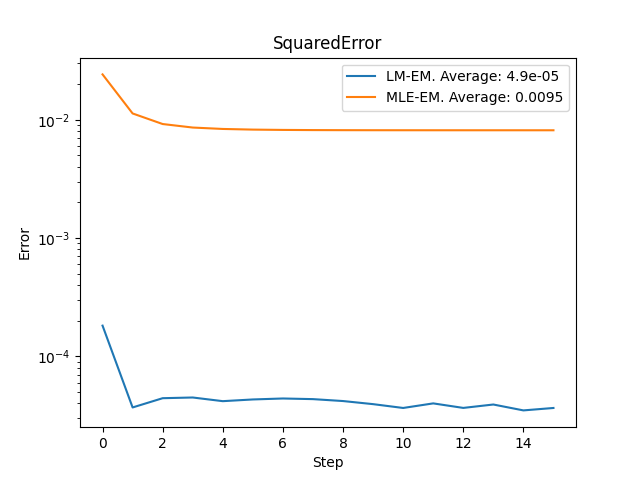 SquaredError
LM-EM. Average: 4.9e-05
MLE-EM. Average: 0.0095
Error
10⁻²
10⁻³
10⁻⁴
0 2 4 6 8 10 12 14
Step